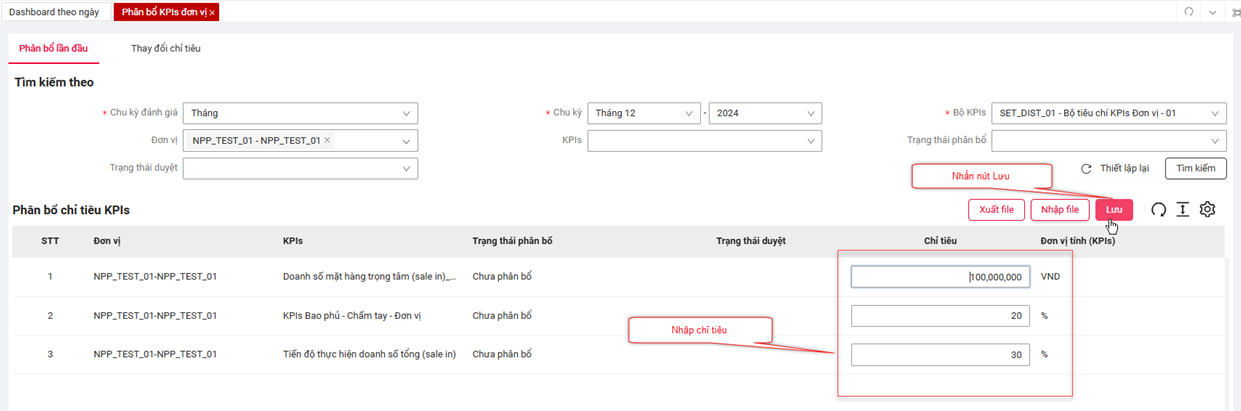 Dashboard theo ngày
Phân bổ KPIs đơn vị ×
Phân bổ lần đầu
Thay đổi chỉ tiêu
Tìm kiếm theo
* Chu kỳ đánh giá
Tháng
* Chu kỳ
Tháng 12 - 2024
* Bộ KPIs
SET_DIST_01 - Bộ tiêu chí KPIs Đơn vị - 01
Đơn vị
NPP_TEST_01 - NPP_TEST_01 ×
KPIs
Trạng thái phân bổ
Trạng thái duyệt
Thiết lập lại
Tìm kiếm
Nhấn nút Lưu
Phân bổ chỉ tiêu KPIs
Xuất file
Nhập file
Lưu
STT Đơn vị KPIs Trạng thái phân bổ Trạng thái duyệt Chỉ tiêu Đơn vị tính (KPIs)
1 NPP_TEST_01-NPP_TEST_01 Doanh số mặt hàng trọng tâm (sale in)_... Chưa phân bổ 100,000,000 VND
2 NPP_TEST_01-NPP_TEST_01 KPIs Bao phủ - Chấm tay - Đơn vị Chưa phân bổ 20 %
Nhập chỉ tiêu
3 NPP_TEST_01-NPP_TEST_01 Tiến độ thực hiện doanh số tổng (sale in) Chưa phân bổ 30 %